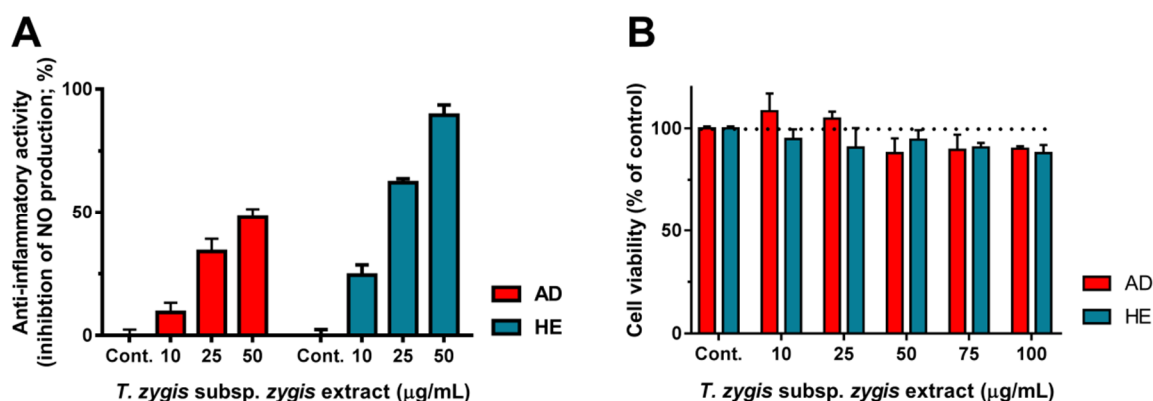 A
Anti-inflammatory activity
(inihibtion of NO production; %)
100
50
0
Cont. 10 25 50 Cont. 10 25 50
T. zygis subsp. zygis extract (μg/mL)
AD
HE
B
Cell viability (% of control)
100
50
0
Cont. 10 25 50 75 100
T. zygis subsp. zygis extract (μg/mL)
AD
HE